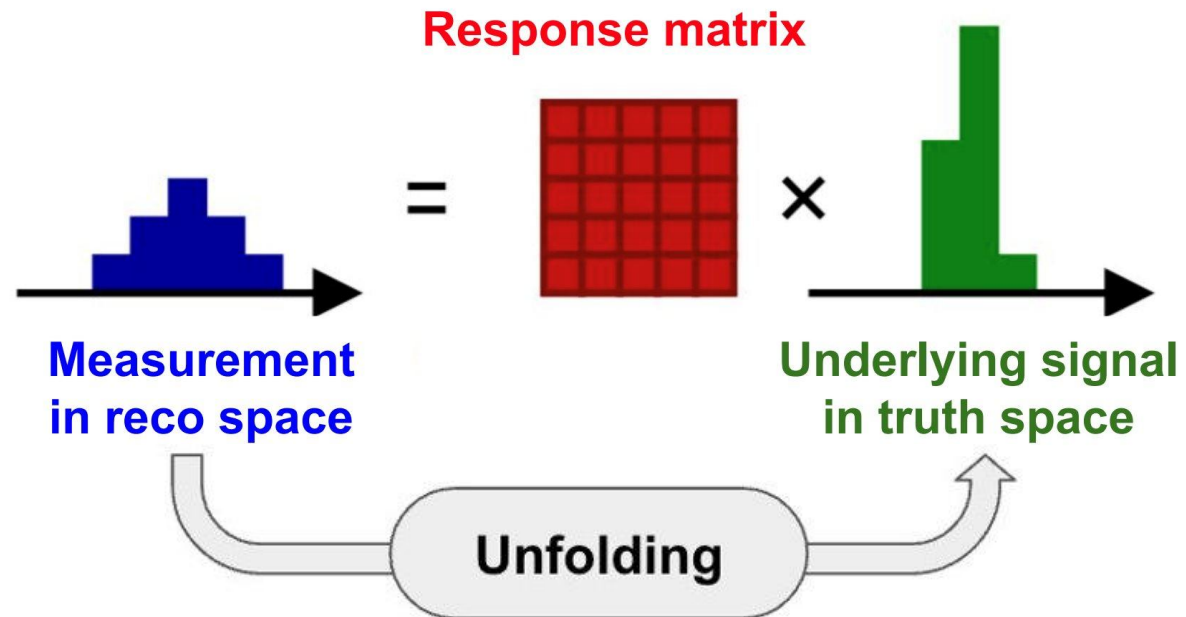 Response matrix
=
×
Measurement
in reco space
Underlying signal
in truth space
Unfolding